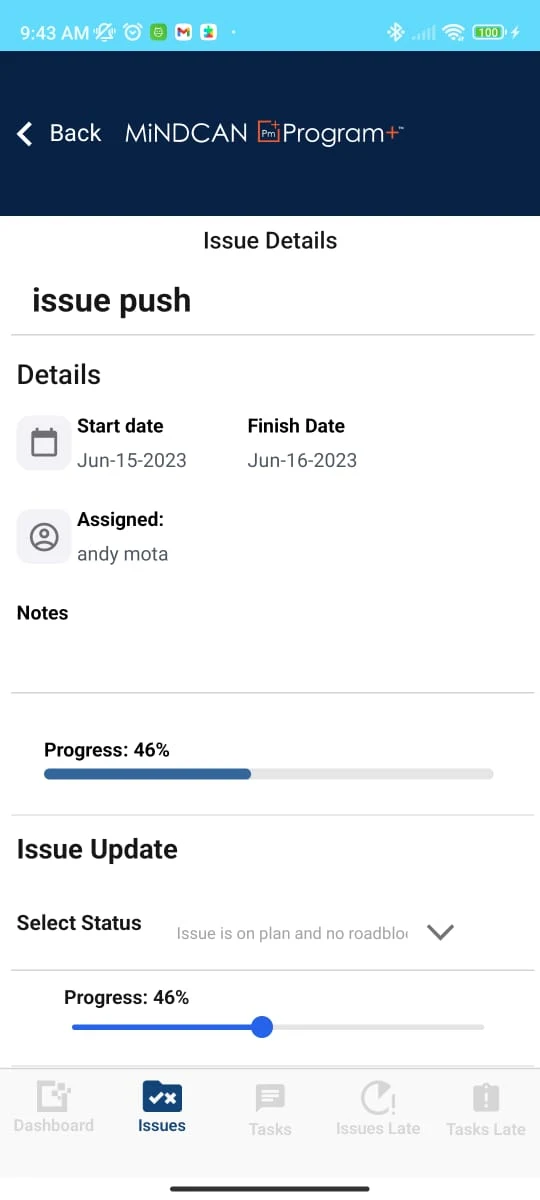 9:43 AM
100
Back MiNDCAN Pm Program+™
Issue Details
issue push
Details
Start date Finish Date
Jun-15-2023 Jun-16-2023
Assigned:
andy mota
Notes
Progress: 46%
Issue Update
Select Status Issue is on plan and no roadblo
Progress: 46%
Dashboard Issues Tasks Issues Late Tasks Late